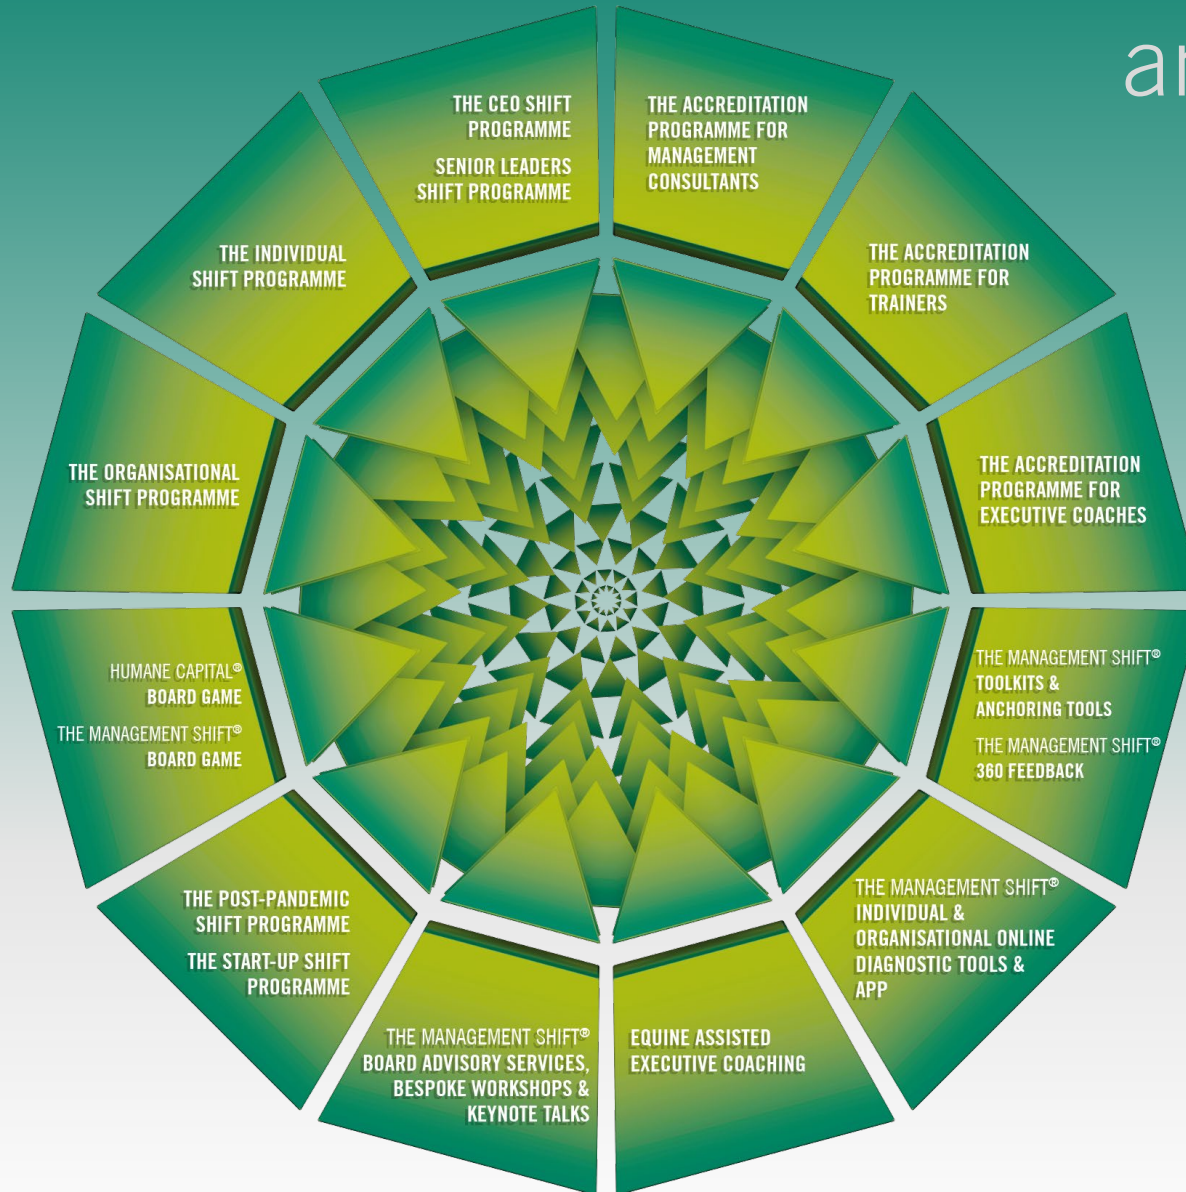 ar
THE CEO SHIFT
PROGRAMME
SENIOR LEADERS
SHIFT PROGRAMME
THE ACCREDITATION
PROGRAMME FOR
MANAGEMENT
CONSULTANTS
THE INDIVIDUAL
SHIFT PROGRAMME
THE ACCREDITATION
PROGRAMME FOR
TRAINERS
THE ORGANISATIONAL
SHIFT PROGRAMME
THE ACCREDITATION
PROGRAMME FOR
EXECUTIVE COACHES
HUMANE CAPITAL®
BOARD GAME
THE MANAGEMENT SHIFT®
BOARD GAME
THE MANAGEMENT SHIFT®
TOOLKITS &
ANCHORING TOOLS
THE MANAGEMENT SHIFT®
360 FEEDBACK
THE POST-PANDEMIC
SHIFT PROGRAMME
THE START-UP SHIFT
PROGRAMME
THE MANAGEMENT SHIFT®
INDIVIDUAL &
ORGANISATIONAL ONLINE
DIAGNOSTIC TOOLS &
APP
THE MANAGEMENT SHIFT®
BOARD ADVISORY SERVICES,
BESPOKE WORKSHOPS &
KEYNOTE TALKS
EQUINE ASSISTED
EXECUTIVE COACHING